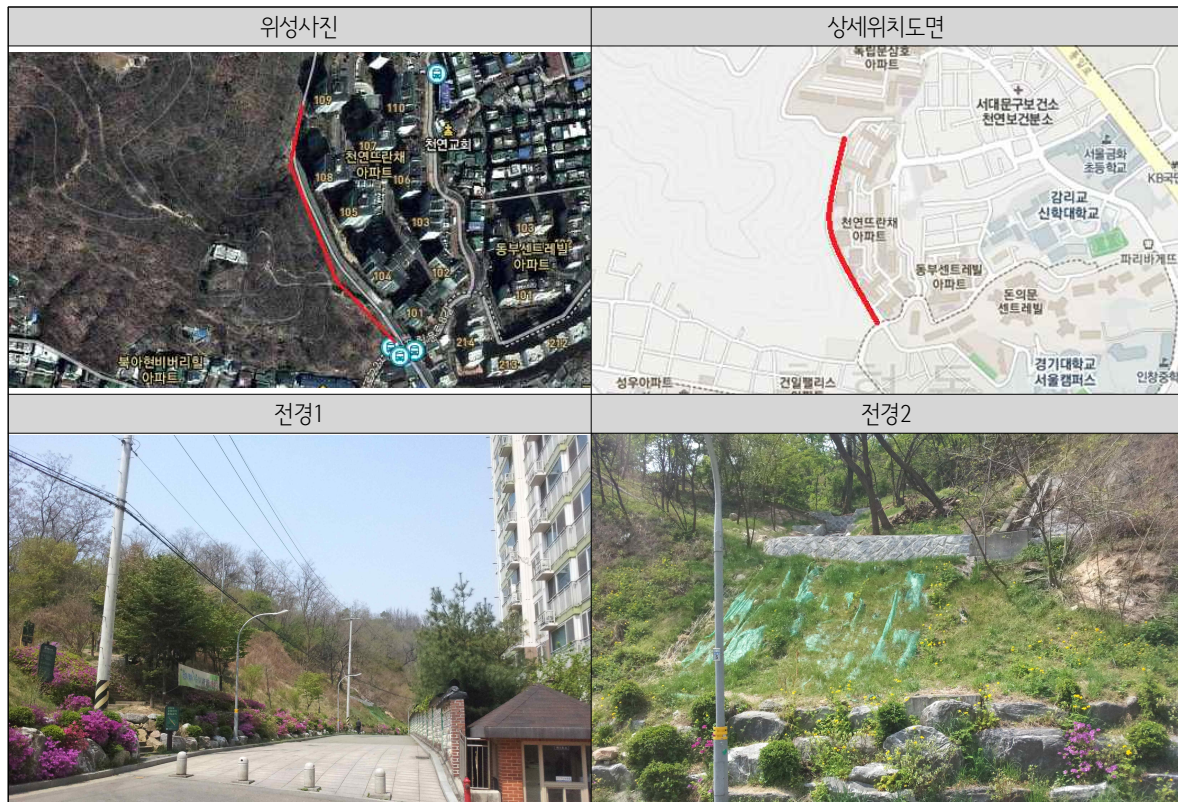 위성사진
상세위치도면
109
110
천연교회
107
천연뜨란채
아파트
106
108
105
103
104
102
101
103
동부센트레빌
아파트
101
214
212
213
북아현비버리힐
아파트
독립문삼호
아파트
서대문구보건소
천연보건분소
서울금화
초등학교
KB국민
감리교
신학대학교
천연뜨란채
아파트
파리바게뜨
동부센트레빌
아파트
돈의문
센트레빌
경기대학교
서울캠퍼스
인창중학
성우아파트
건일팰리스
전경1
전경2